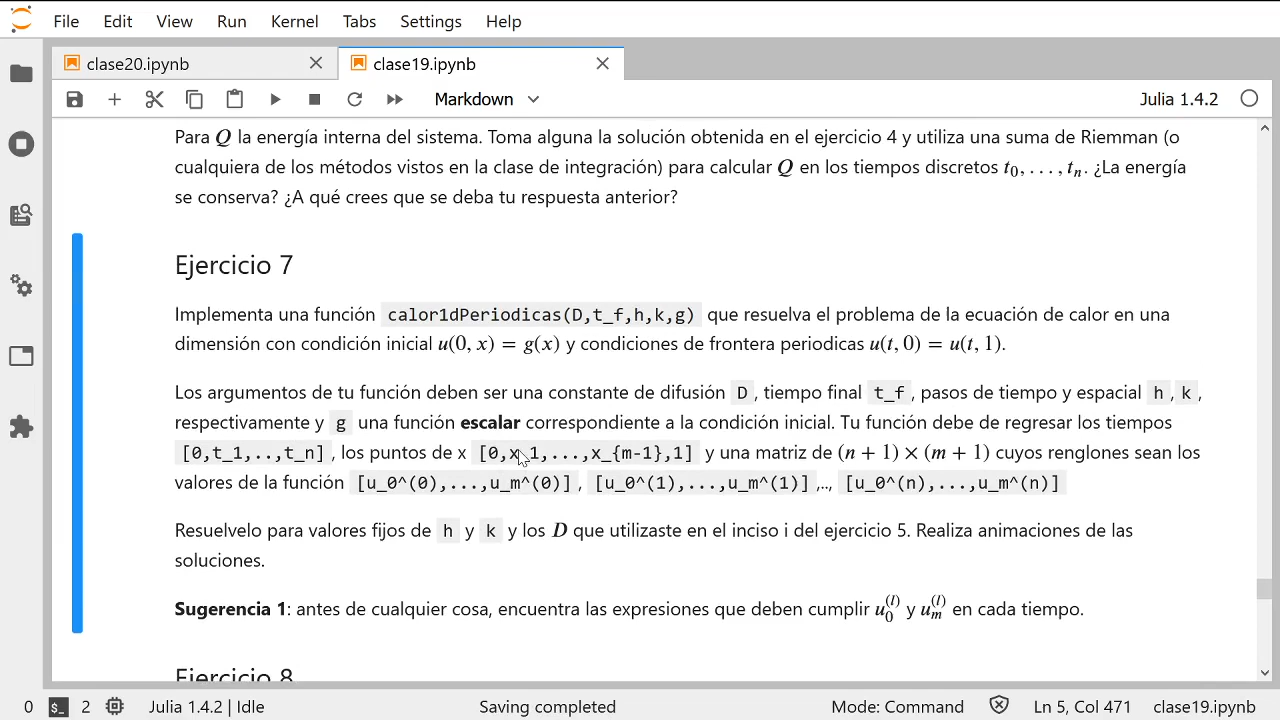 File Edit View Run Kernel Tabs Settings Help
clase20.ipynb clase19.ipynb
Markdown Julia 1.4.2
Para Q la energía interna del sistema. Toma alguna la solución obtenida en el ejercicio 4 y utiliza una suma de Riemman (o
cualquiera de los métodos vistos en la clase de integración) para calcular Q en los tiempos discretos t_0, . . . , t_n. ¿La energía
se conserva? ¿A qué crees que se deba tu respuesta anterior?
Ejercicio 7
Implementa una función calor1dPeriodicas(D,t_f,h,k,g) que resuelva el problema de la ecuación de calor en una
dimensión con condición inicial u(0, x) = g(x) y condiciones de frontera periodicas u(t, 0) = u(t, 1).
Los argumentos de tu función deben ser una constante de difusión D , tiempo final t_f , pasos de tiempo y espacial h , k ,
respectivamente y g una función escalar correspondiente a la condición inicial. Tu función debe de regresar los tiempos
[0,t_1,..,t_n] , los puntos de x [0,x_1,...,x_{m-1},1] y una matriz de (n + 1) × (m + 1) cuyos renglones sean los
valores de la función [u_0^(0),...,u_m^(0)] , [u_0^(1),...,u_m^(1)] ,.., [u_0^(n),...,u_m^(n)]
Resuelvelo para valores fijos de h y k y los D que utilizaste en el inciso i del ejercicio 5. Realiza animaciones de las
soluciones.
Sugerencia 1: antes de cualquier cosa, encuentra las expresiones que deben cumplir u_0^(l) y u_m^(l) en cada tiempo.
Ejercicio 8
0 $_ 2 Julia 1.4.2 | Idle Saving completed Mode: Command Ln 5, Col 471 clase19.ipynb